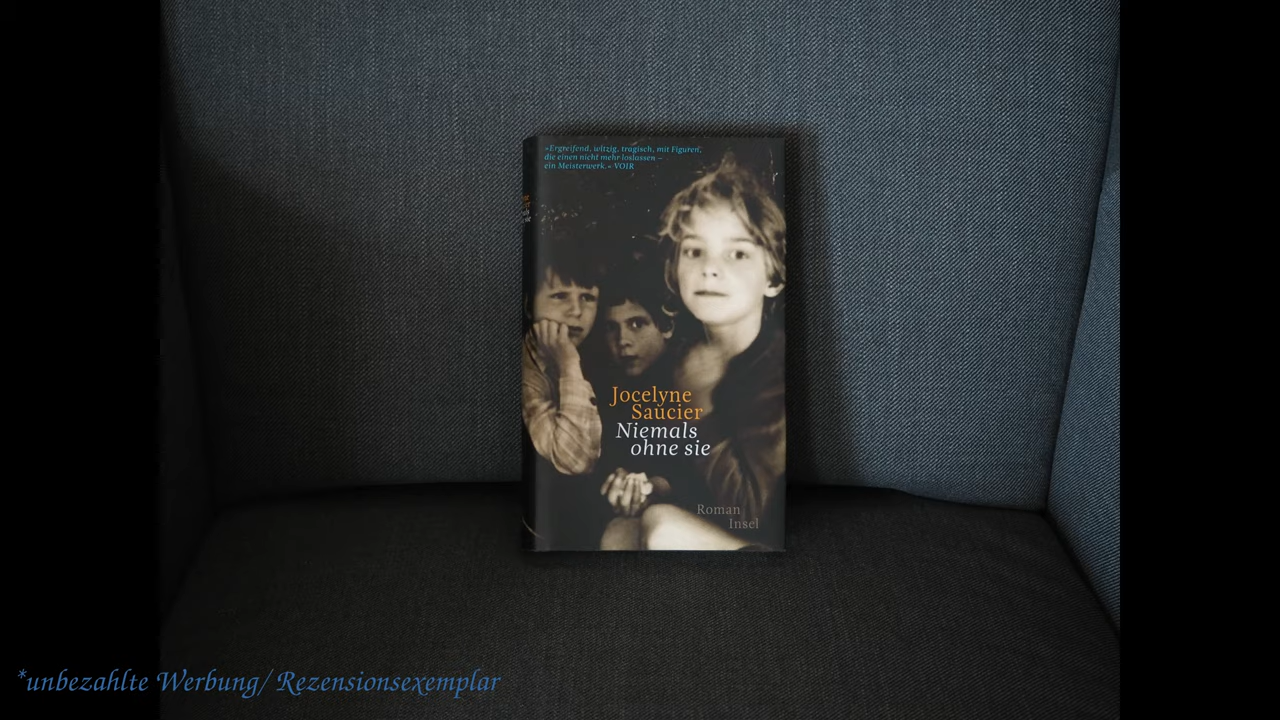 »Ergreifend, witzig, tragisch, mit Figuren,
die einen nicht mehr loslassen –
ein Meisterwerk.« VOIR
Jocelyne
Saucier
Niemals
ohne sie
Roman
Insel
*unbezahlte Werbung/ Rezensionsexemplar